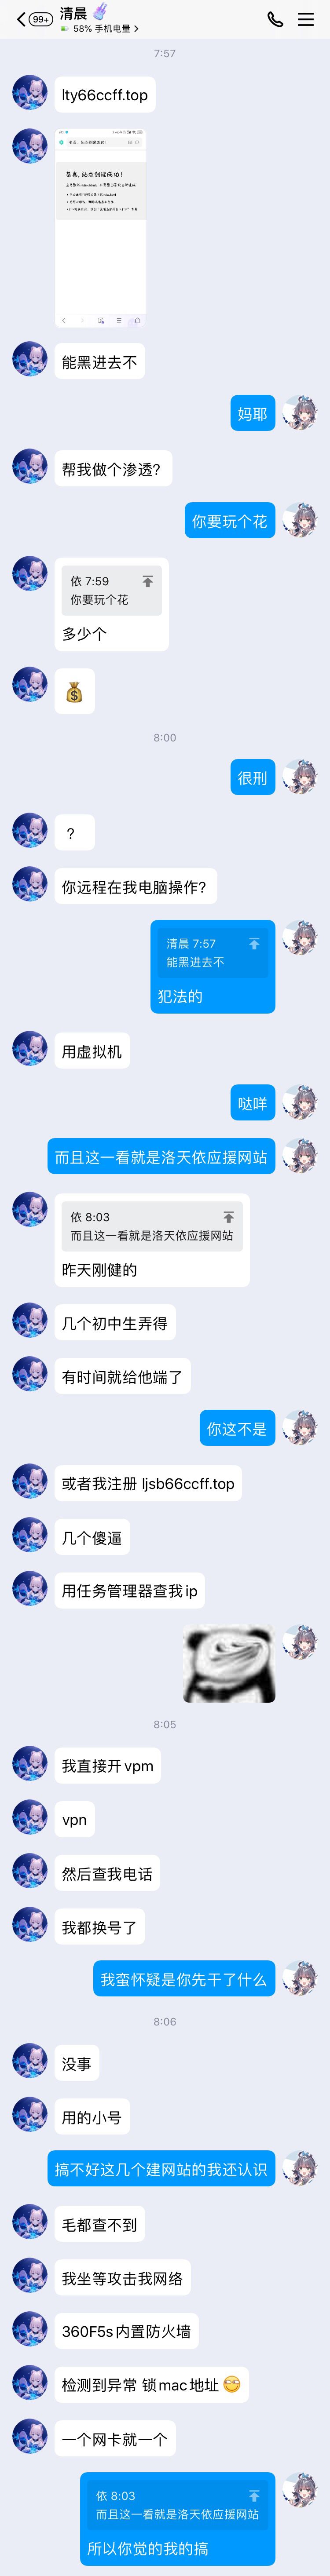 99+
清晨
58% 手机电量
7:57
lty66ccff.top
恭喜，站点创建成功！
能黑进去不
妈耶
帮我做个渗透?
你要玩个花
依 7:59
你要玩个花
多少个
8:00
很刑
?
你远程在我电脑操作?
清晨 7:57
能黑进去不
犯法的
用虚拟机
哒咩
而且这一看就是洛天依应援网站
依 8:03
而且这一看就是洛天依应援网站
昨天刚健的
几个初中生弄得
有时间就给他端了
你这不是
或者我注册 ljsb66ccff.top
几个傻逼
用任务管理器查我ip
8:05
我直接开vpm
vpn
然后查我电话
我都换号了
我蛮怀疑是你先干了什么
8:06
没事
用的小号
搞不好这几个建网站的我还认识
毛都查不到
我坐等攻击我网络
360F5s内置防火墙
检测到异常 锁mac地址
一个网卡就一个
依 8:03
而且这一看就是洛天依应援网站
所以你觉的我的搞